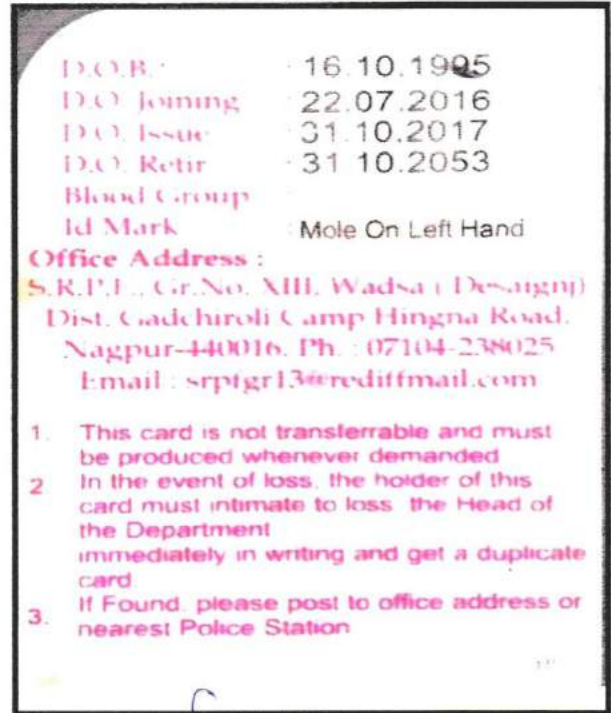 D.O.B. : 16.10.1995
D.O. Joining : 22.07.2016
D.O. Issue : 31.10.2017
D.O. Retir : 31.10.2053
Blood Group
Id Mark : Mole On Left Hand
Office Address :
S.R.P.F., Gr.No. XIII, Wadsa ( Desaignj)
Dist. Gadchiroli Camp Hingna Road,
Nagpur-440016. Ph. : 07104-238025
Email : srpfgr13@rediffmail.com
1. This card is not transferrable and must
be produced whenever demanded
2 In the event of loss, the holder of this
card must intimate to loss the Head of
the Department
immediately in writing and get a duplicate
card.
3. If Found, please post to office address or
nearest Police Station